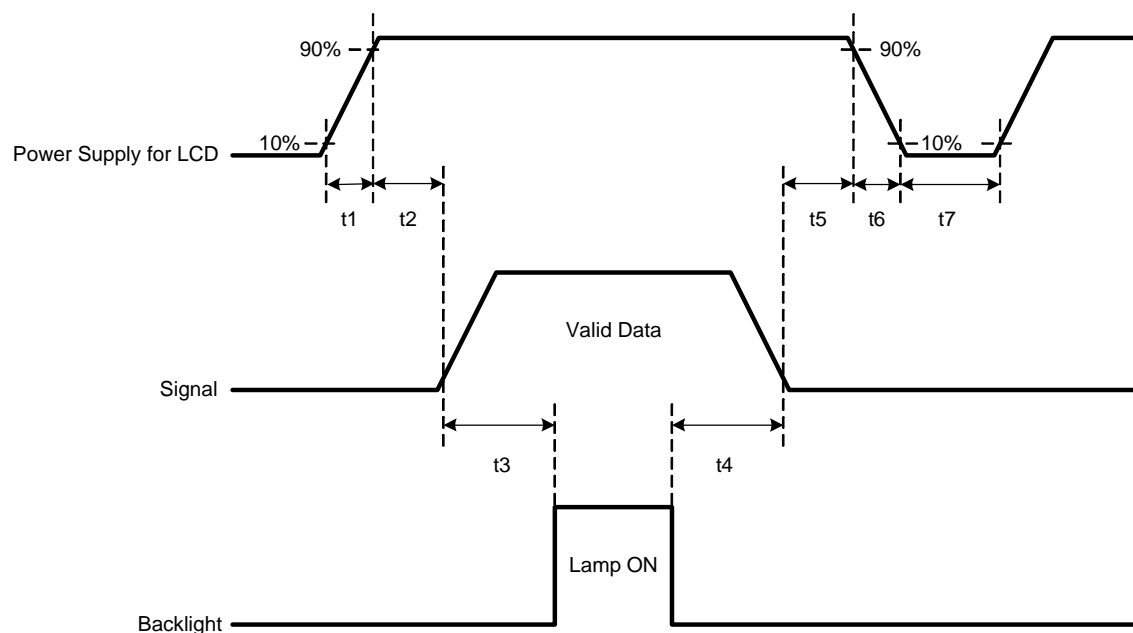 90%
90%
10%
10%
Power Supply for LCD
t1
t2
t5
t6
t7
Valid Data
Signal
t3
t4
Lamp ON
Backlight